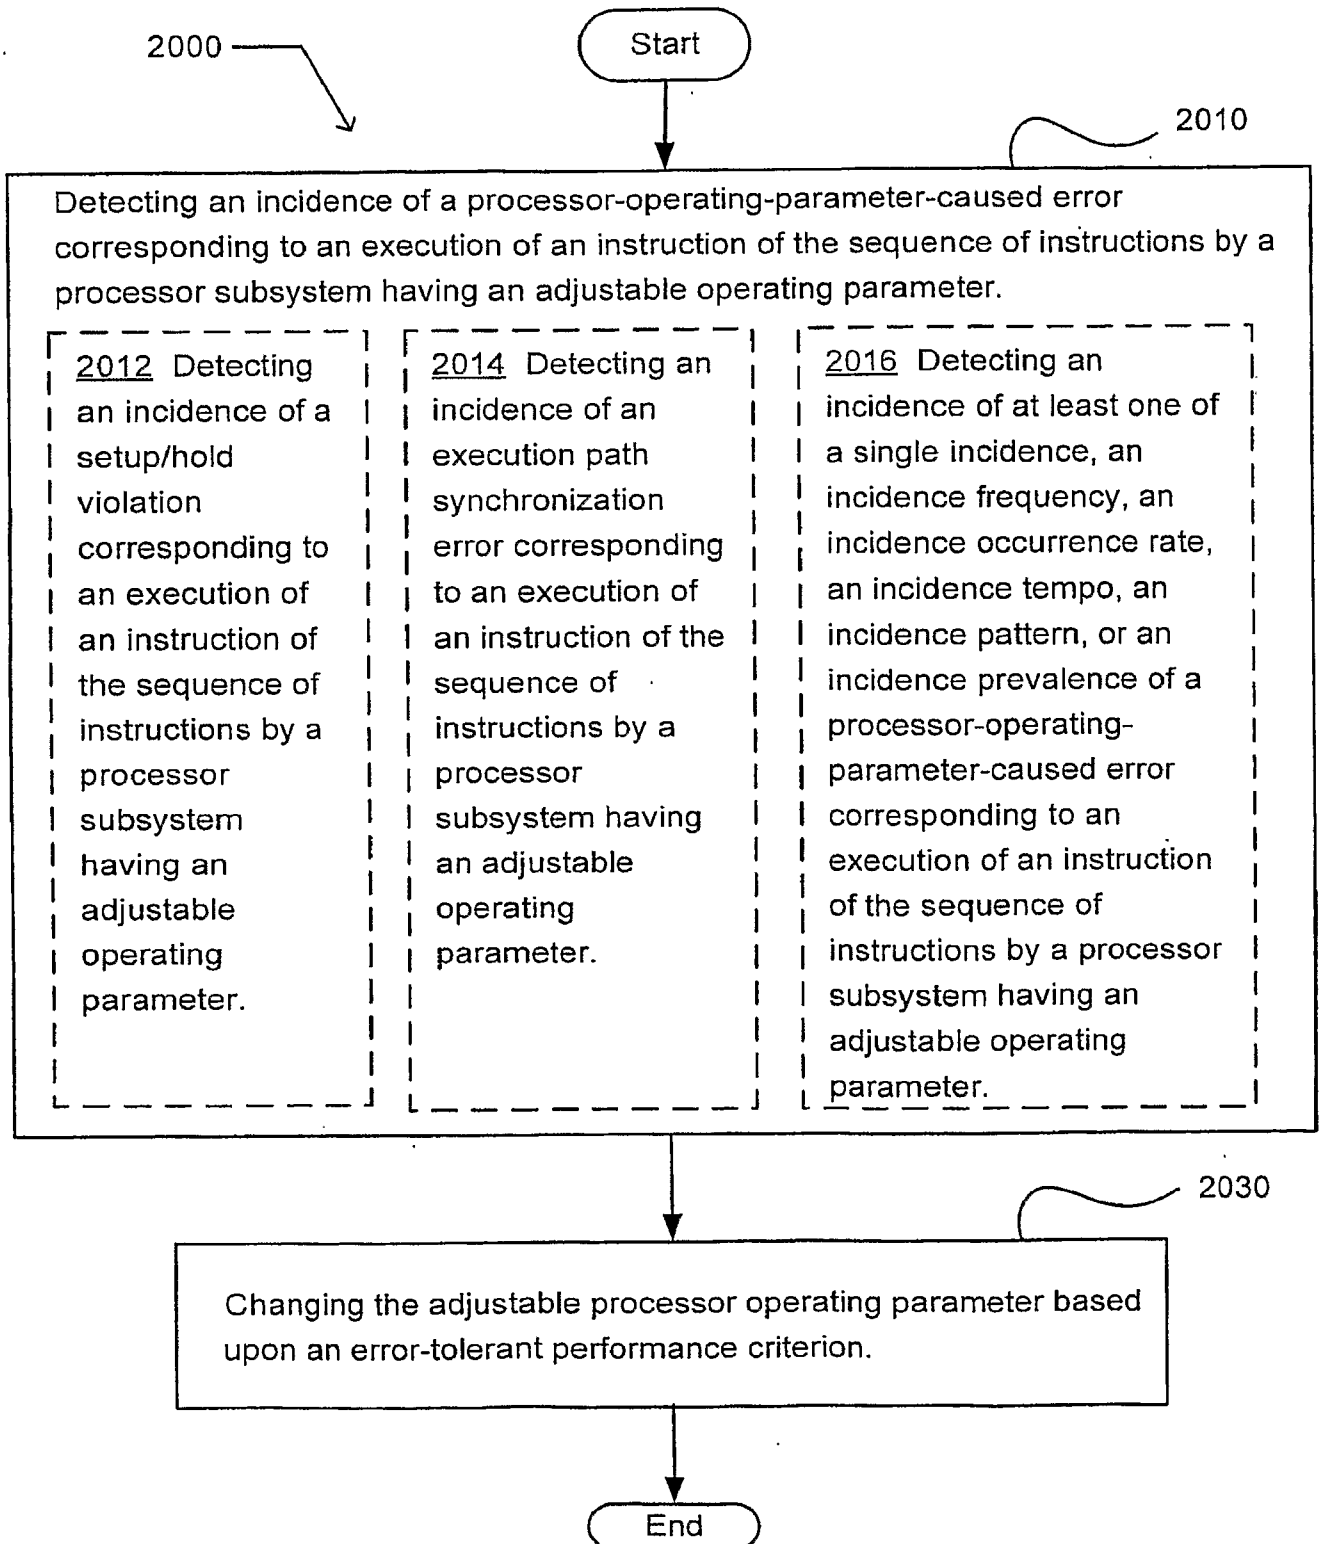 2000
Start
2010
Detecting an incidence of a processor-operating-parameter-caused error
corresponding to an execution of an instruction of the sequence of instructions by a
processor subsystem having an adjustable operating parameter.
2012 Detecting
an incidence of a
setup/hold
violation
corresponding to
an execution of
an instruction of
the sequence of
instructions by a
processor
subsystem
having an
adjustable
operating
parameter.
2014 Detecting an
incidence of an
execution path
synchronization
error corresponding
to an execution of
an instruction of the
sequence of
instructions by a
processor
subsystem having
an adjustable
operating
parameter.
2016 Detecting an
incidence of at least one of
a single incidence, an
incidence frequency, an
incidence occurrence rate,
an incidence tempo, an
incidence pattern, or an
incidence prevalence of a
processor-operating-
parameter-caused error
corresponding to an
execution of an instruction
of the sequence of
instructions by a processor
subsystem having an
adjustable operating
parameter.
2030
Changing the adjustable processor operating parameter based
upon an error-tolerant performance criterion.
End